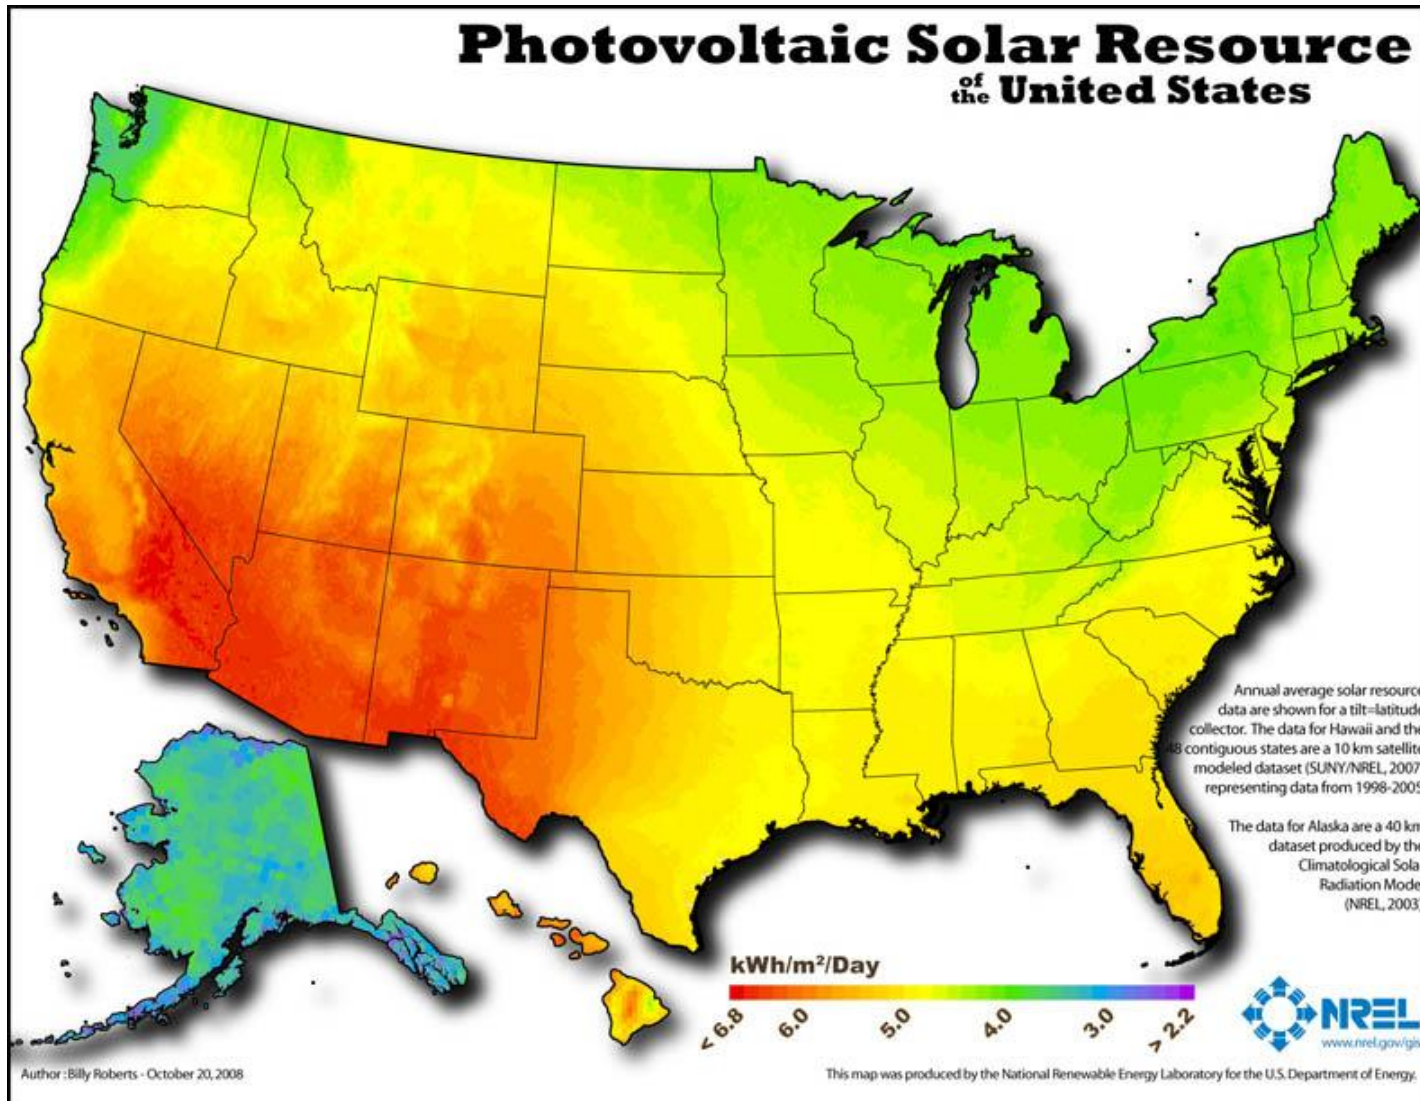 Photovoltaic Solar Resource
of the United States
Annual average solar resource
data are shown for a tilt=latitude
collector. The data for Hawaii and the
48 contiguous states are a 10 km satellite
modeled dataset (SUNY/NREL, 2007
representing data from 1998-2005
The data for Alaska are a 40 km
dataset produced by the
Climatological Sola
Radiation Mode
(NREL, 2003)
kWh/m²/Day
< 6.8 6.0 5.0 4.0 3.0 > 2.2
NREL
www.nrel.gov/gis
Author : Billy Roberts - October 20, 2008
This map was produced by the National Renewable Energy Laboratory for the U.S. Department of Energy.